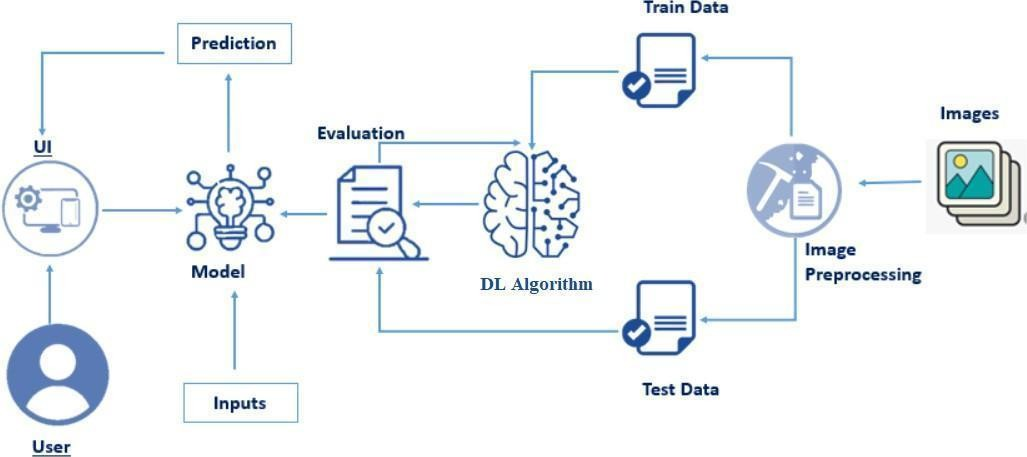 Train Data
Prediction
Images
Evaluation
UI
Image
Preprocessing
Model
DL Algorithm
Test Data
Inputs
User